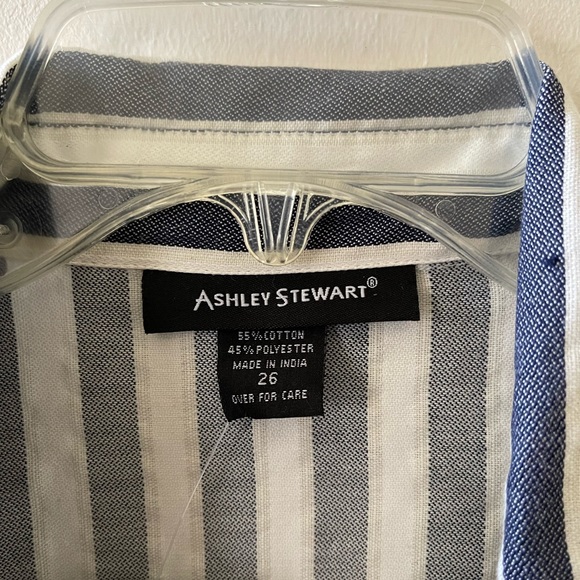 ASHLEY STEWART®
55% COTTON
45% POLYESTER
MADE IN INDIA
26
OVER FOR CARE